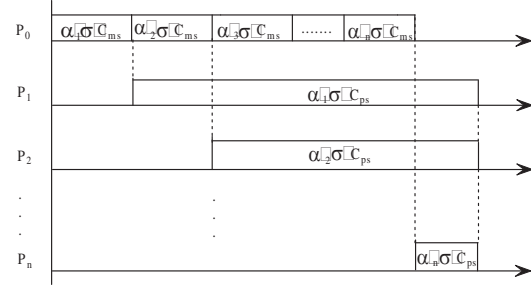 P0 α1σCms α2σCms α3σCms ....... αnσCms
P1 α1σCps
P2 α2σCps
.
.
.
Pn αnσCps